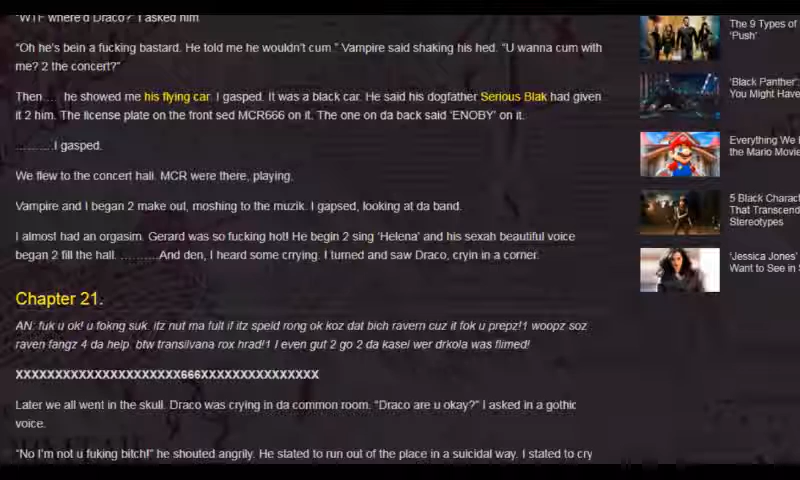 "WTF where'd Draco?" I asked him
"Oh he's bein a fucking bastard. He told me he wouldn't cum." Vampire said shaking his hed. "U wanna cum with
me? 2 the concert?"
Then…. he showed me his flying car. I gasped. It was a black car. He said his dogfather Serious Blak had given
it 2 him. The license plate on the front sed MCR666 on it. The one on da back said 'ENOBY' on it.
………..I gasped.
We flew to the concert hall. MCR were there, playing.
Vampire and I began 2 make out, moshing to the muzik. I gapsed, looking at da band.
I almost had an orgasim. Gerard was so fucking hot! He begin 2 sing 'Helena' and his sexah beautiful voice
began 2 fill the hall. ………..And den, I heard some crrying. I turned and saw Draco, cryin in a corner.
Chapter 21.
AN: fuk u ok! u fokng suk. itz nut ma fult if itz speld rong ok koz dat bich ravern cuz it fok u prepz!1 woopz soz
raven fangz 4 da help. btw transilvana rox hrad!1 I even gut 2 go 2 da kasel wer drkola was flimed!
XXXXXXXXXXXXXXXXXXXXX666XXXXXXXXXXXXXXX
Later we all went in the skull. Draco was crying in da common room. "Draco are u okay?" I asked in a gothic
voice.
"No I'm not u fuking bitch!" he shouted angrily. He stated to run out of the place in a suicidal way. I stated to cry
The 9 Types of
'Push'
'Black Panther':
You Might Have
Everything We
the Mario Movie
5 Black Charact
That Transcend
Stereotypes
'Jessica Jones'
Want to See in